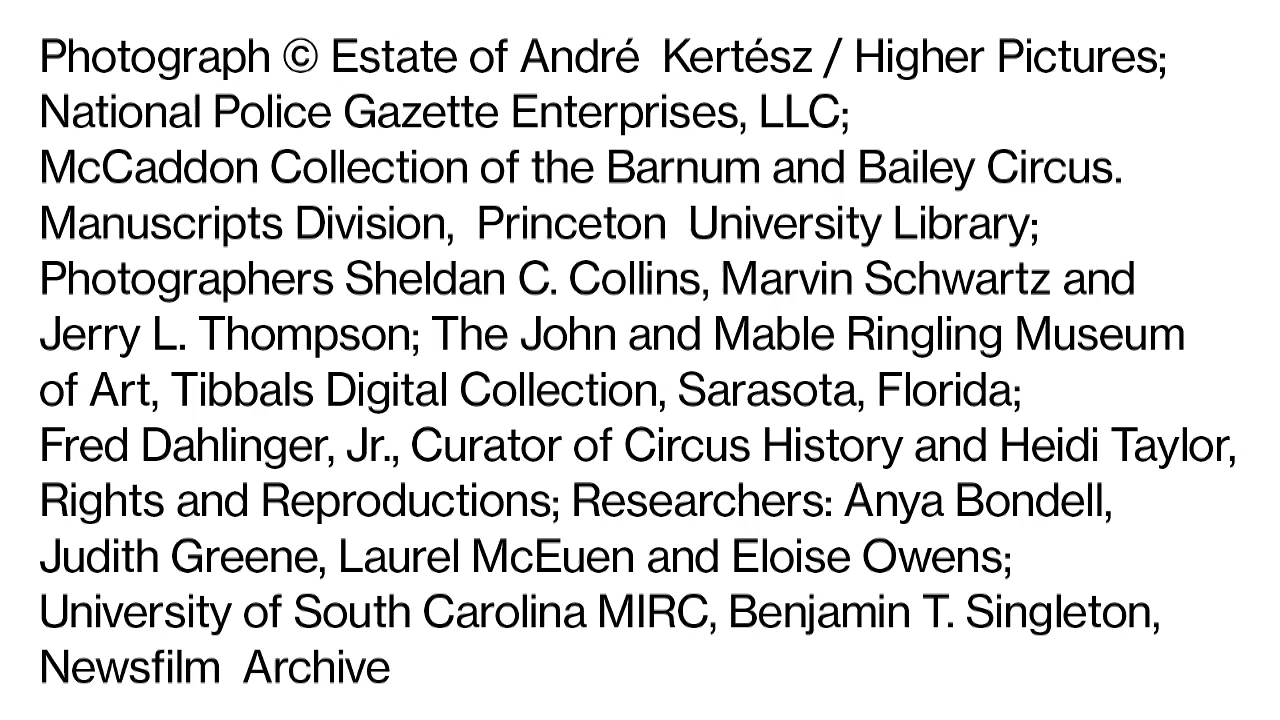 Photograph © Estate of André Kertész / Higher Pictures;
National Police Gazette Enterprises, LLC;
McCaddon Collection of the Barnum and Bailey Circus.
Manuscripts Division, Princeton University Library;
Photographers Sheldan C. Collins, Marvin Schwartz and
Jerry L. Thompson; The John and Mable Ringling Museum
of Art, Tibbals Digital Collection, Sarasota, Florida;
Fred Dahlinger, Jr., Curator of Circus History and Heidi Taylor,
Rights and Reproductions; Researchers: Anya Bondell,
Judith Greene, Laurel McEuen and Eloise Owens;
University of South Carolina MIRC, Benjamin T. Singleton,
Newsfilm Archive